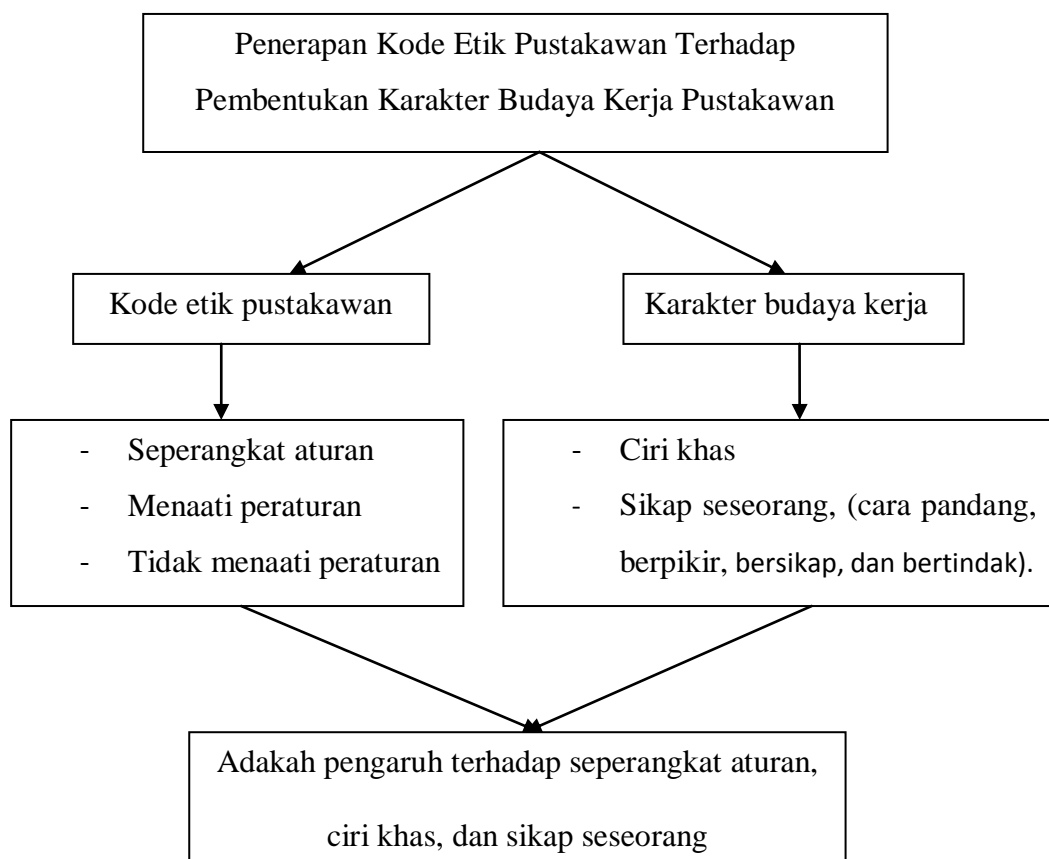 Penerapan Kode Etik Pustakawan Terhadap
Pembentukan Karakter Budaya Kerja Pustakawan
Kode etik pustakawan
Karakter budaya kerja
- Seperangkat aturan
- Menaati peraturan
- Tidak menaati peraturan
- Ciri khas
- Sikap seseorang, (cara pandang,
berpikir, bersikap, dan bertindak).
Adakah pengaruh terhadap seperangkat aturan,
ciri khas, dan sikap seseorang